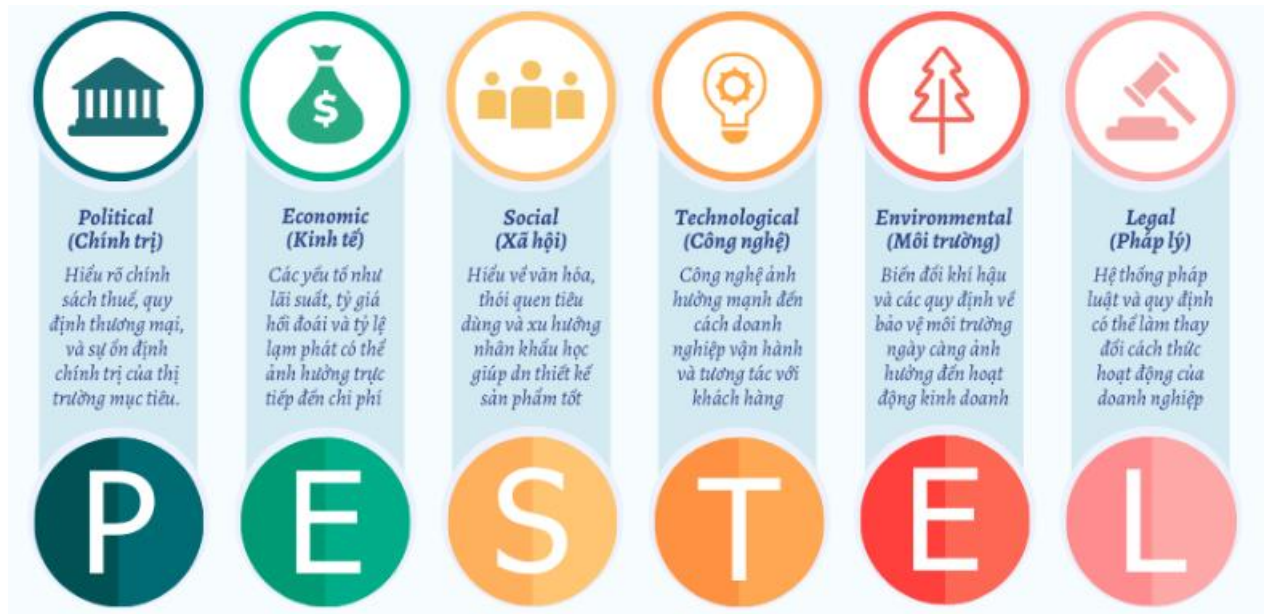 $
Political
(Chính trị)
Hiểu rõ chính
sách thuế, quy
định thương mại,
và sự ổn định
chính trị của thị
trường mục tiêu.
Economic
(Kinh tế)
Các yếu tố như
lãi suất, tỷ giá
hối đoái và tỷ lệ
lạm phát có thể
ảnh hưởng trực
tiếp đến chi phí
Social
(Xã hội)
Hiểu về văn hóa,
thói quen tiêu
dùng và xu hướng
nhân khẩu học
giúp dn thiết kế
sản phẩm tốt
Technological
(Công nghệ)
Công nghệ ảnh
hưởng mạnh đến
cách doanh
nghiệp vận hành
và tương tác với
khách hàng
Environmental
(Môi trường)
Biến đổi khí hậu
và các quy định về
bảo vệ môi trường
ngày càng ảnh
hưởng đến hoạt
động kinh doanh
Legal
(Pháp lý)
Hệ thống pháp
luật và quy định
có thể làm thay
đổi cách thức
hoạt động của
doanh nghiệp
P E S T E L